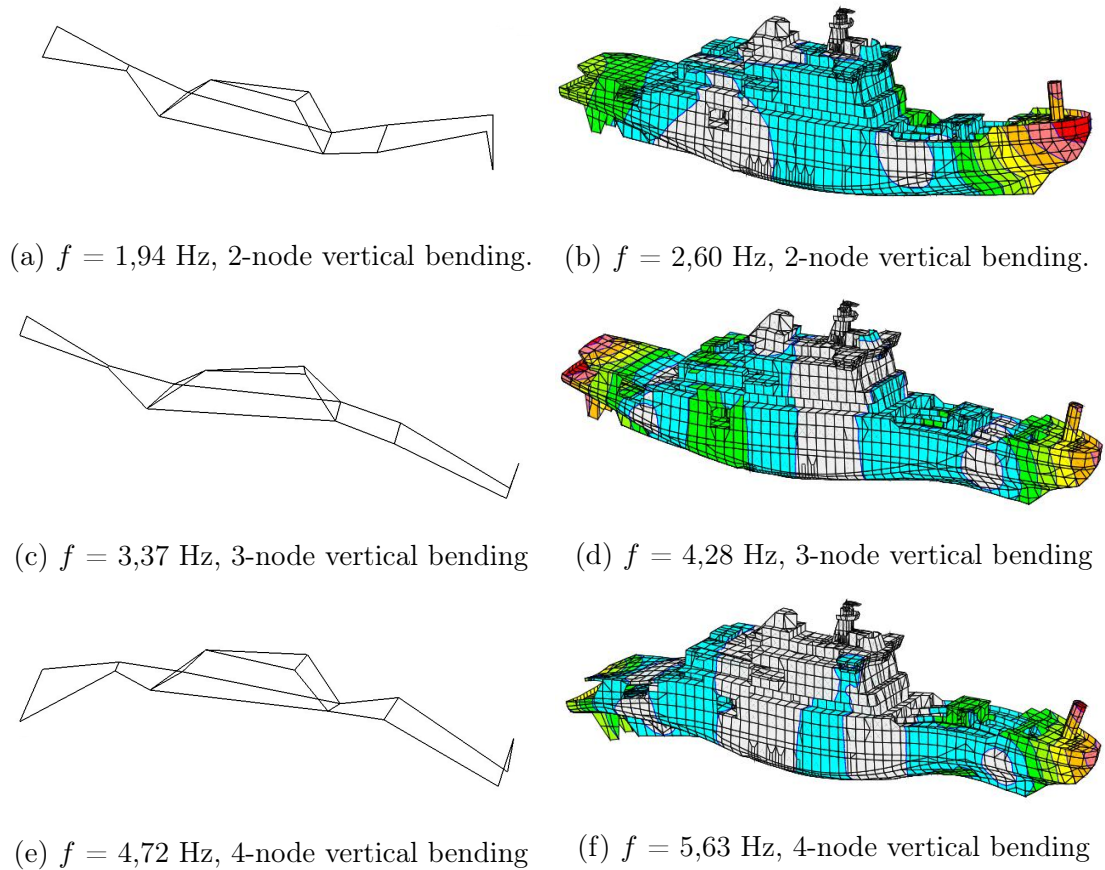 (a) f = 1,94 Hz, 2-node vertical bending.
(b) f = 2,60 Hz, 2-node vertical bending.
(c) f = 3,37 Hz, 3-node vertical bending
(d) f = 4,28 Hz, 3-node vertical bending
(e) f = 4,72 Hz, 4-node vertical bending
(f) f = 5,63 Hz, 4-node vertical bending